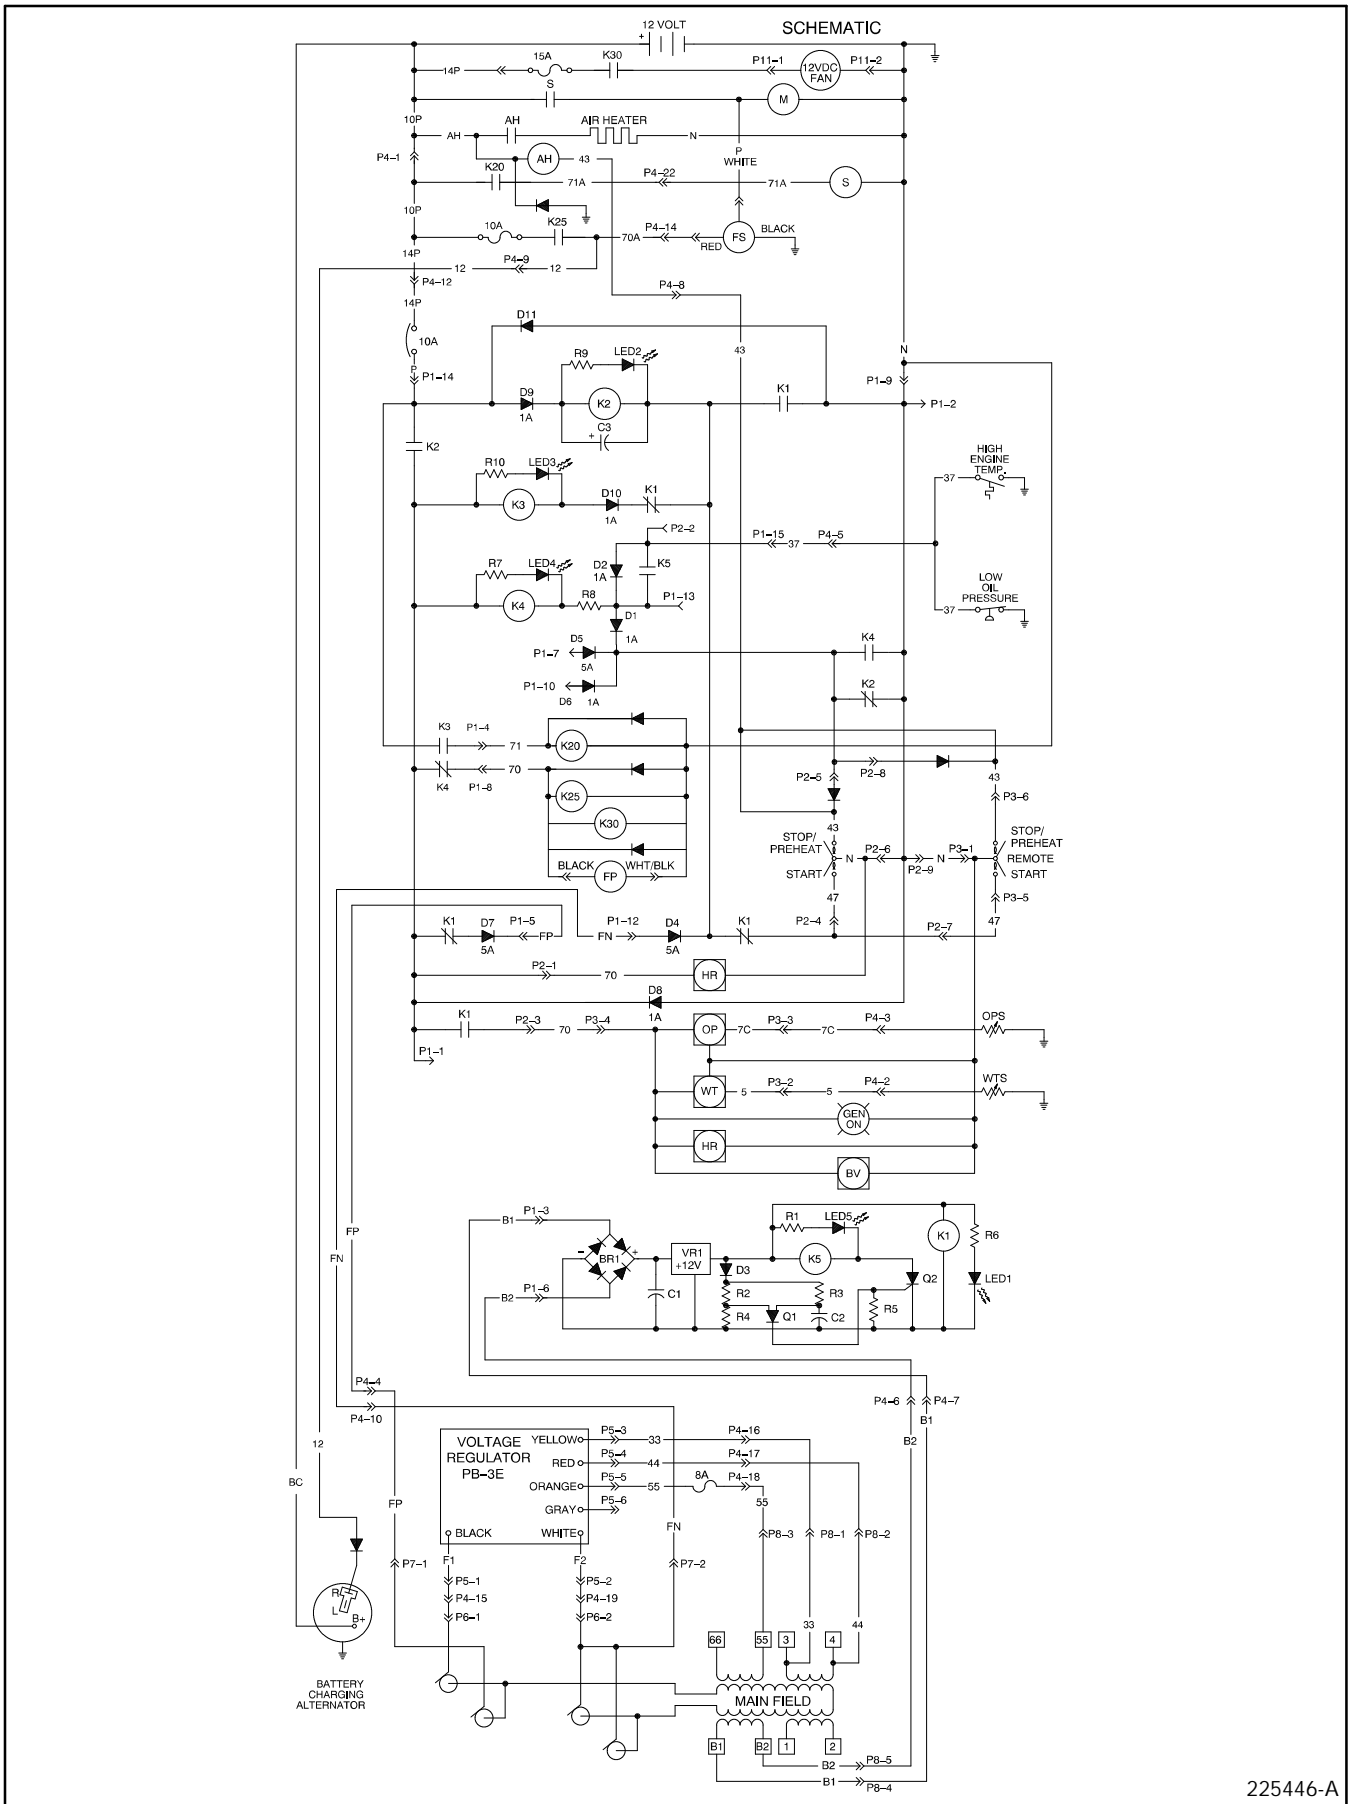 SCHEMATIC
12 VOLT
+
15A
K30
P11–1
12VDC
FAN
P11–2
14P
S
M
10P
AH
AH
AIR HEATER
N
P4–1
AH
43
P
WHITE
K20
71A
P4–22
71A
S
10P
10A
K25
70A
P4–14
RED
FS
BLACK
14P
12
P4–9
12
P4–12
P4–8
14P
D11
10A
R9
LED2
43
N
P
P1–14
P1–9
D9
K2
K1
P1–2
1A
C3
+
K2
HIGH
ENGINE
TEMP.
R10
LED3
37
K3
D10
K1
1A
P2–2
P1–15
37
P4–5
R7
LED4
D2
1A
K5
LOW
OIL
PRESSURE
R8
P1–13
K4
37
D1
1A
D5
K4
P1–7
5A
P1–10
K2
D6
1A
K3
P1–4
71
K20
70
K4
P1–8
P2–5
P2–8
43
K25
P3–6
K30
43
STOP/
PREHEAT
STOP/
PREHEAT
N
P2–6
N
P3–1
REMOTE
P2–9
BLACK
WHT/BLK
START
START
FP
47
P3–5
K1
D7
P1–5
P1–12
D4
K1
P2–4
P2–7
47
5A
FP
FN
5A
P2–1
70
HR
D8
1A
K1
P2–3
P3–4
70
OP
7C
P3–3
7C
P4–3
OPS
P1–1
WT
5
P3–2
5
P4–2
WTS
GEN
ON
HR
BV
P1–3
B1
R1
LED5
FP
K1
R6
FN
–
BR1
+
VR1
+12V
K5
D3
Q2
LED1
P1–6
B2
C1
R2
R3
R4
Q1
C2
R5
P4–4
P4–10
P4–6
P4–7
B1
B2
12
VOLTAGE
REGULATOR
PB–3E
YELLOW
P5–3
33
P4–16
RED
P5–4
44
P4–17
BC
ORANGE
P5–5
55
8A
P4–18
GRAY
P5–6
55
FP
FN
BLACK
WHITE
P8–3
P8–1
P8–2
F1
F2
P7–1
P7–2
P5–1
P5–2
R
L
B+
P4–15
P4–19
P6–1
P6–2
33
44
66
55
3
4
BATTERY
CHARGING
ALTERNATOR
MAIN FIELD
B1
B2
1
2
B2
P8–5
B1
P8–4
225446-A